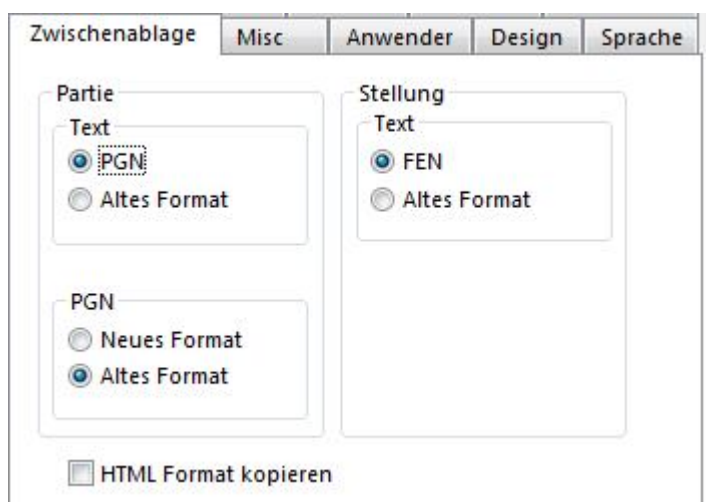 Zwischenablage Misc Anwender Design Sprache
Partie
Text
PGN
Altes Format
PGN
Neues Format
Altes Format
Stellung
Text
FEN
Altes Format
HTML Format kopieren